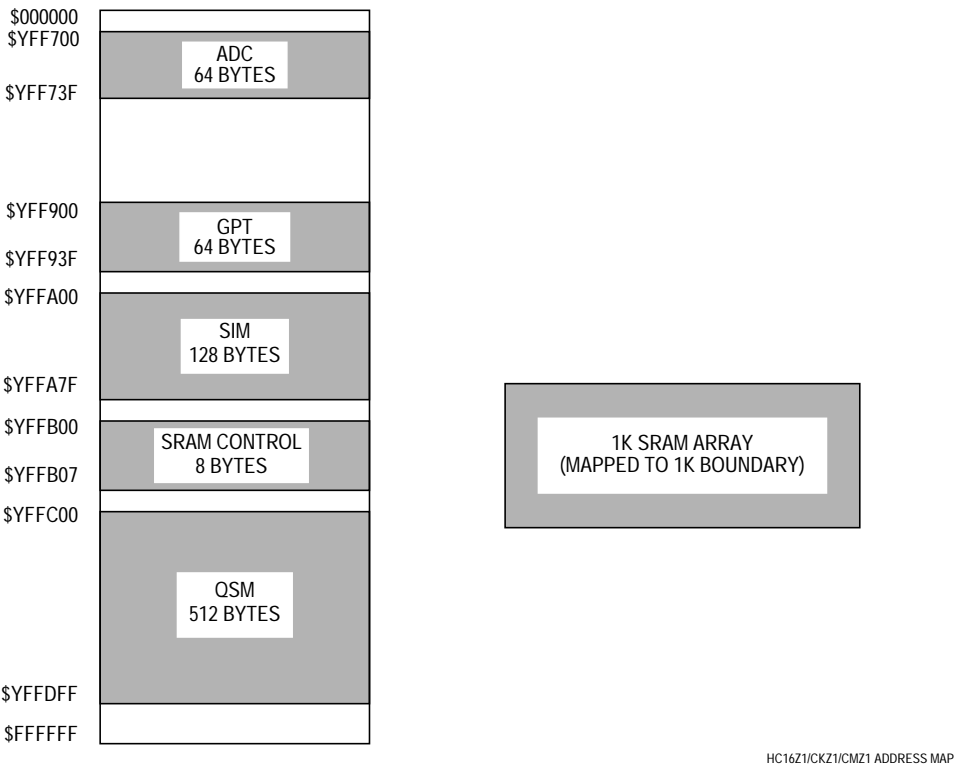 $000000
$YFF700
ADC
64 BYTES
$YFF73F
$YFF900
GPT
64 BYTES
$YFF93F
$YFFA00
SIM
128 BYTES
$YFFA7F
$YFFB00
SRAM CONTROL
8 BYTES
$YFFB07
1K SRAM ARRAY
(MAPPED TO 1K BOUNDARY)
$YFFC00
QSM
512 BYTES
$YFFDFF
$FFFFFF
HC16Z1/CKZ1/CMZ1 ADDRESS MAP